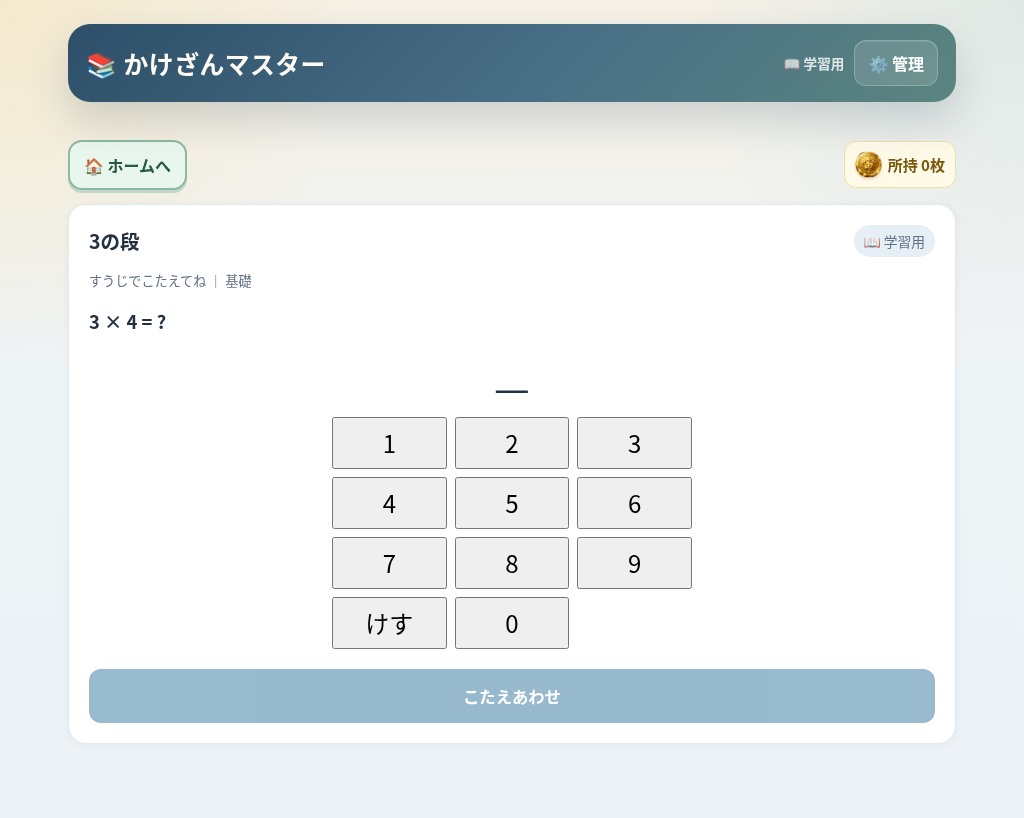 📚 かけざんマスター
📖 学習用
⚙️ 管理
🏠 ホームへ
所持 0枚
3の段
📖 学習用
すうじでこたえてね ｜ 基礎
3 × 4 = ?
—
1 2 3
4 5 6
7 8 9
けす 0
こたえあわせ